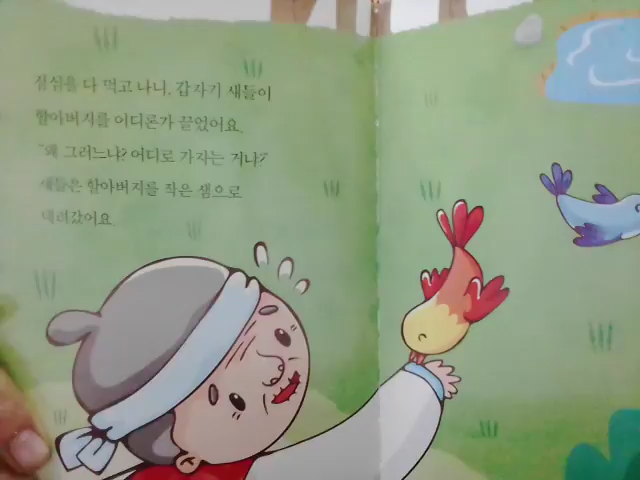 점심을 다 먹고 나니, 갑자기 새들이
할아버지를 어디론가 끌었어요.
"왜 그러느냐? 어디로 가자는 거냐?"
새들은 할아버지를 작은 샘으로
데려갔어요.